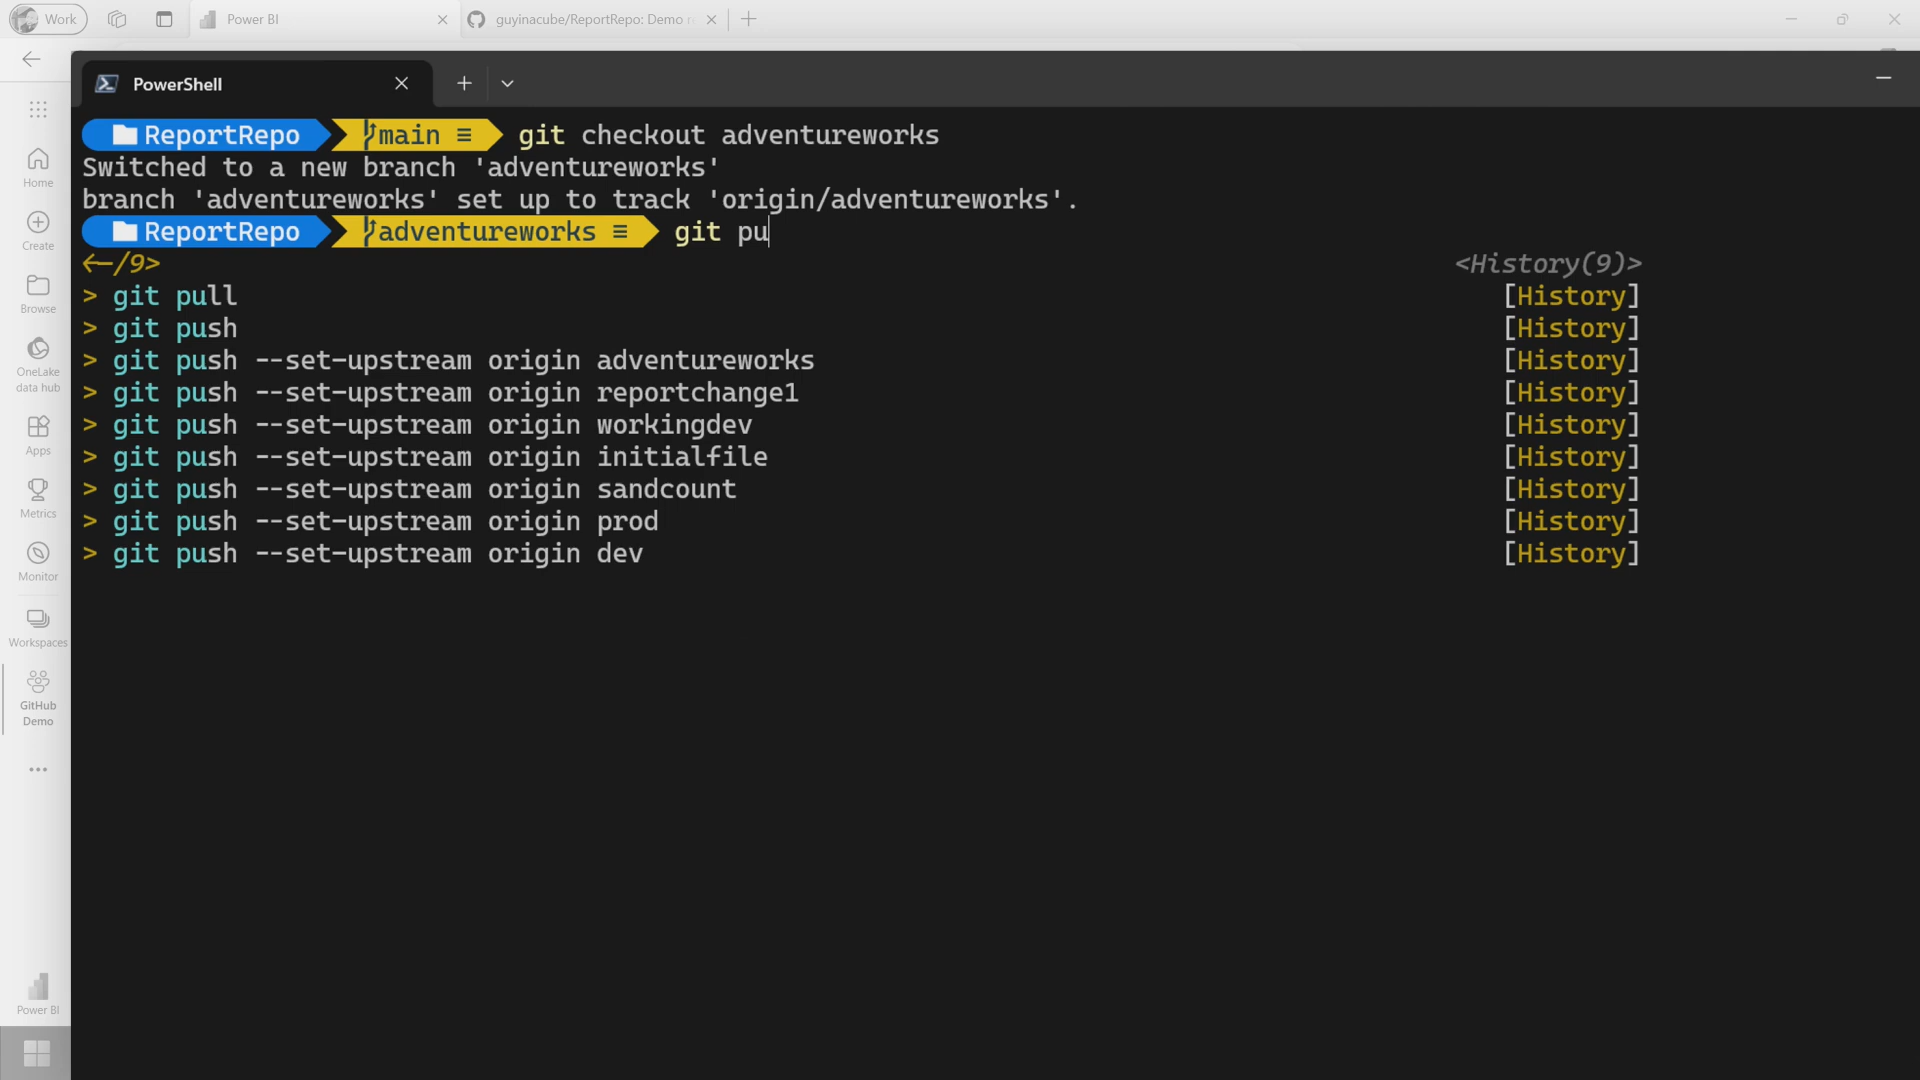 Work
Power BI
guyinacube/ReportRepo: Demo r
PowerShell
Home
Create
Browse
OneLake
data hub
Apps
Metrics
Monitor
Workspaces
GitHub
Demo
Power BI
ReportRepo main ≡ git checkout adventureworks
Switched to a new branch 'adventureworks'
branch 'adventureworks' set up to track 'origin/adventureworks'.
ReportRepo adventureworks ≡ git pu
<-/9> <History(9)>
> git pull [History]
> git push [History]
> git push --set-upstream origin adventureworks [History]
> git push --set-upstream origin reportchange1 [History]
> git push --set-upstream origin workingdev [History]
> git push --set-upstream origin initialfile [History]
> git push --set-upstream origin sandcount [History]
> git push --set-upstream origin prod [History]
> git push --set-upstream origin dev [History]